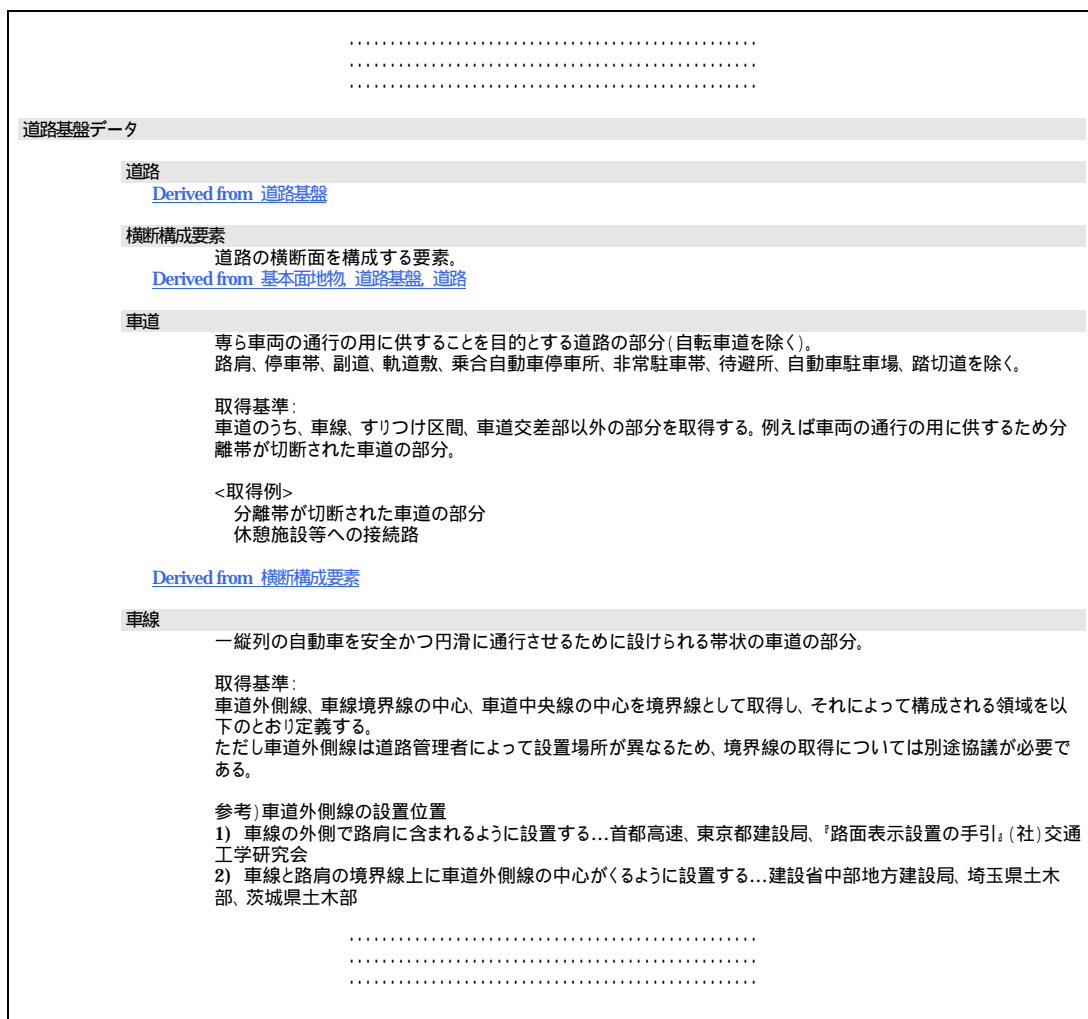 ..................................................
..................................................
..................................................
道路基盤データ
道路
Derived from 道路基盤
横断構成要素
道路の横断面を構成する要素。
Derived from 基本面地物, 道路基盤, 道路
車道
専ら車両の通行の用に供することを目的とする道路の部分(自転車道を除く)。
路肩、停車帯、副道、軌道敷、乗合自動車停車所、非常駐車帯、待避所、自動車駐車場、踏切道を除く。
取得基準:
車道のうち、車線、すりつけ区間、車道交差部以外の部分を取得する。例えば車両の通行の用に供するため分
離帯が切断された車道の部分。
<取得例>
分離帯が切断された車道の部分
休憩施設等への接続路
Derived from 横断構成要素
車線
一縦列の自動車を安全かつ円滑に通行させるために設けられる帯状の車道の部分。
取得基準:
車道外側線、車線境界線の中心、車道中央線の中心を境界線として取得し、それによって構成される領域を以
下のとおり定義する。
ただし車道外側線は道路管理者によって設置場所が異なるため、境界線の取得については別途協議が必要で
ある。
参考)車道外側線の設置位置
1) 車線の外側で路肩に含まれるように設置する…首都高速、東京都建設局、『路面表示設置の手引』(社)交通
工学研究会
2) 車線と路肩の境界線上に車道外側線の中心がくるように設置する…建設省中部地方建設局、埼玉県土木
部、茨城県土木部
..................................................
..................................................
..................................................